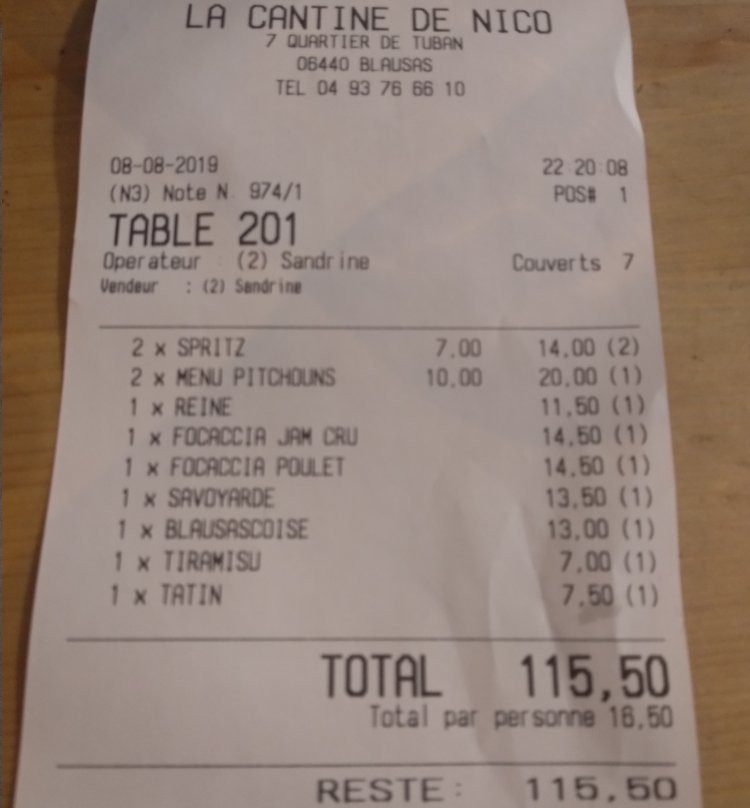 LA CANTINE DE NICO
7 QUARTIER DE TUBAN
06440 BLAUSAS
TEL 04 93 76 66 10
08-08-2019 22:20:08
(N3) Note N. 974/1 POS# 1
TABLE 201
Operateur : (2) Sandrine Couverts 7
Vendeur : (2) Sandrine
2 x SPRITZ 7,00 14,00 (2)
2 x MENU PITCHOUNS 10,00 20,00 (1)
1 x REINE 11,50 (1)
1 x FOCACCIA JAM CRU 14,50 (1)
1 x FOCACCIA POULET 14,50 (1)
1 x SAVOYARDE 13,50 (1)
1 x BLAUSASCOISE 13,00 (1)
1 x TIRAMISU 7,00 (1)
1 x TATIN 7,50 (1)
TOTAL 115,50
Total par personne 16,50
RESTE: 115,50